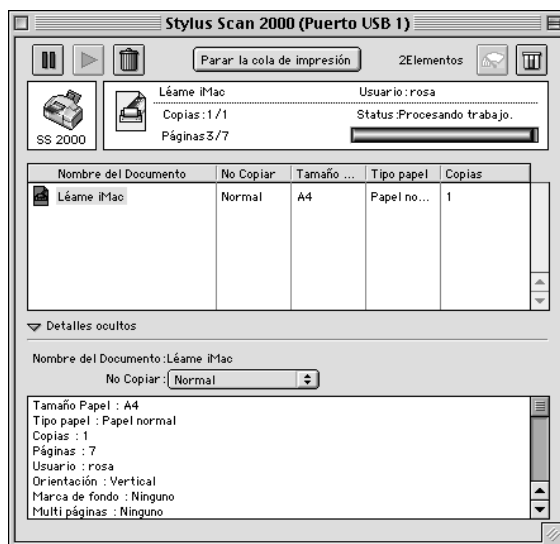 Stylus Scan 2000 (Puerto USB 1)
Parar la cola de impresión
2Elementos
SS 2000
Léame iMac Usuario:rosa
Copias:1/1 Status:Procesando trabajo.
Páginas3/7
Nombre del Documento No Copiar Tamaño ... Tipo papel Copias
Léame iMac Normal A4 Papel no... 1
Detalles ocultos
Nombre del Documento:Léame iMac
No Copiar: Normal
Tamaño Papel : A4
Tipo papel : Papel normal
Copias : 1
Páginas : 7
Usuario : rosa
Orientación : Vertical
Marca de fondo : Ninguno
Multi páginas : Ninguno